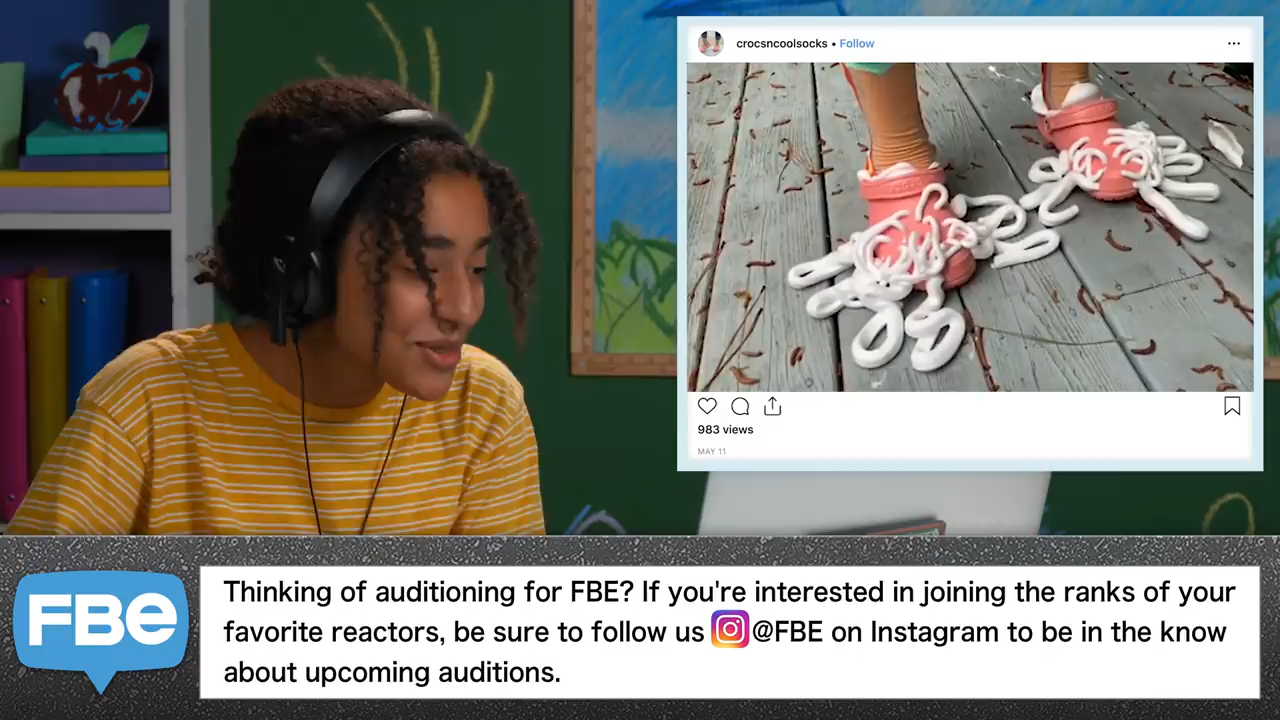 crocsncoolsocks • Follow
983 views
MAY 11
FBE
Thinking of auditioning for FBE? If you're interested in joining the ranks of your
favorite reactors, be sure to follow us @FBE on Instagram to be in the know
about upcoming auditions.